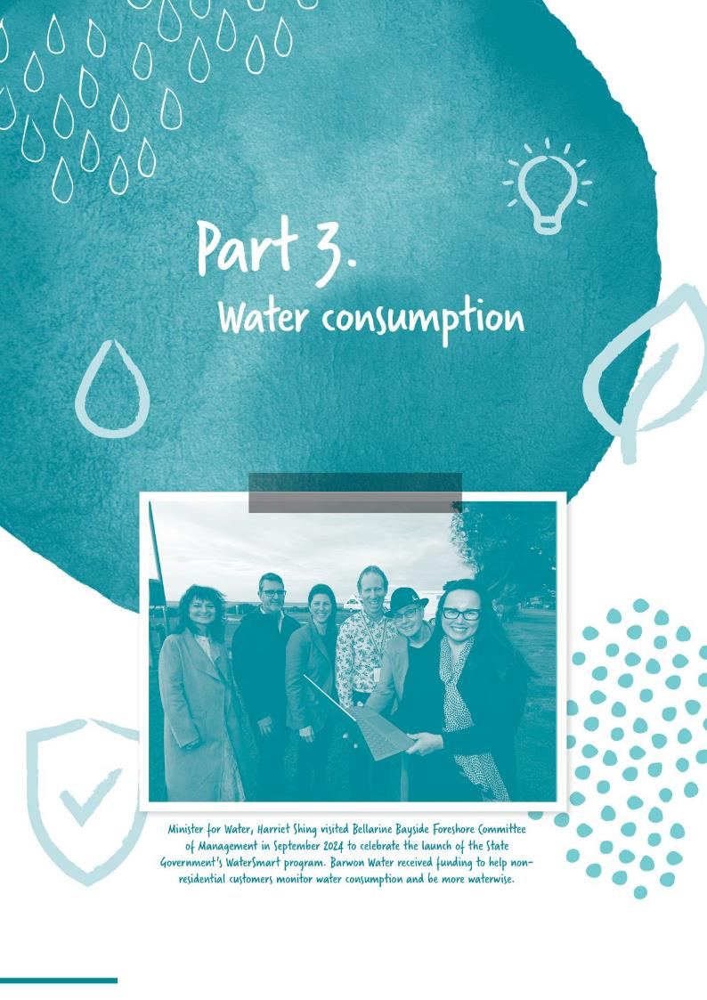 Part 3.
Water consumption
Minister for Water, Harriet Shing visited Bellarine Bayside Foreshore Committee
of Management in September 2024 to celebrate the launch of the State
Government's WaterSmart program. Barwon Water received funding to help non-
residential customers monitor water consumption and be more waterwise.